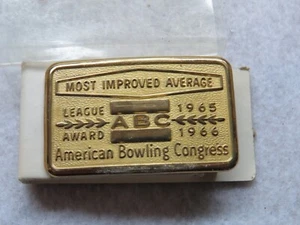 MOST IMPROVED AVERAGE
LEAGUE ABC 1965
AWARD 1966
American Bowling Congress